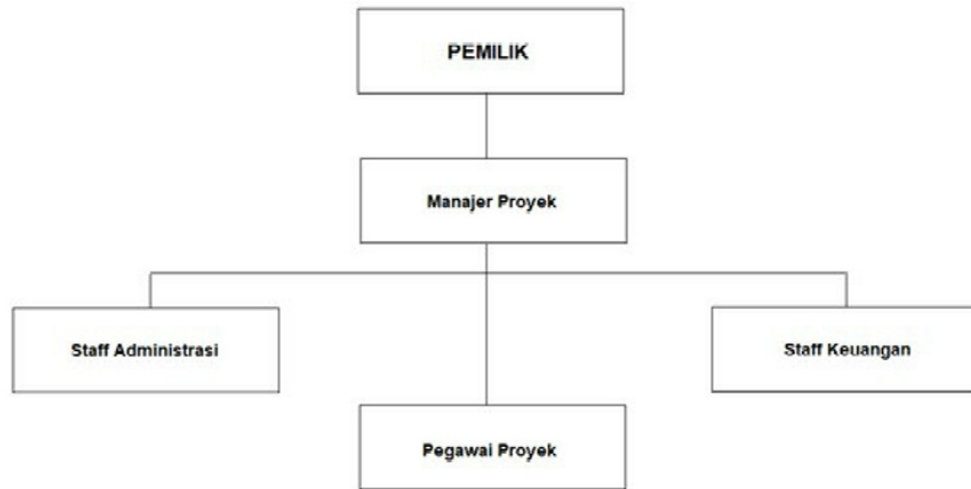 PEMILIK
Manajer Proyek
Staff Administrasi
Staff Keuangan
Pegawai Proyek